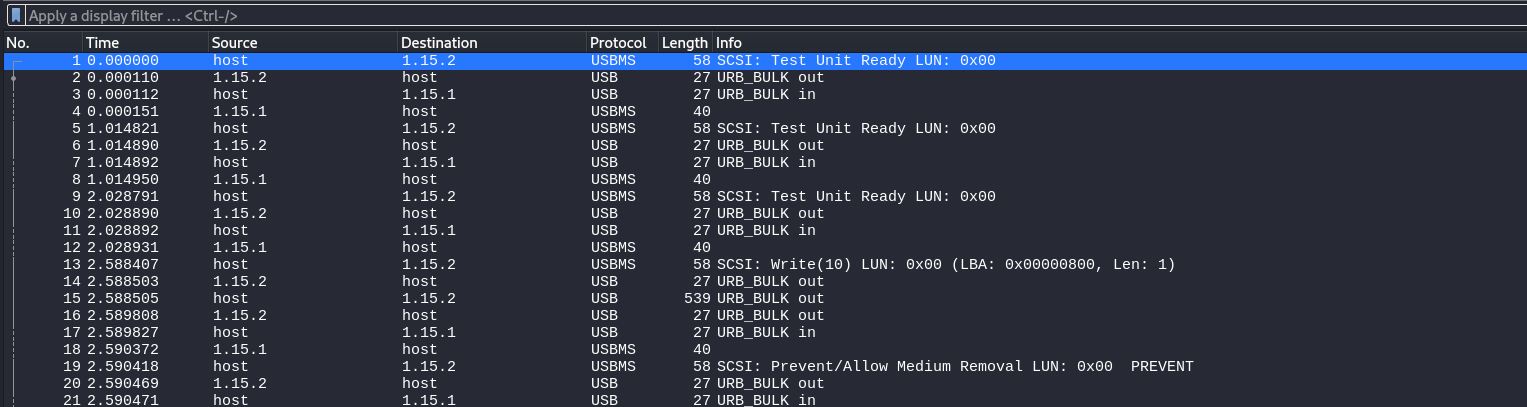 Apply a display filter … <Ctrl-/>
No. Time Source Destination Protocol Length Info
1 0.000000 host 1.15.2 USBMS 58 SCSI: Test Unit Ready LUN: 0x00
2 0.000110 1.15.2 host USB 27 URB_BULK out
3 0.000112 host 1.15.1 USB 27 URB_BULK in
4 0.000151 1.15.1 host USBMS 40
5 1.014821 host 1.15.2 USBMS 58 SCSI: Test Unit Ready LUN: 0x00
6 1.014890 1.15.2 host USB 27 URB_BULK out
7 1.014892 host 1.15.1 USB 27 URB_BULK in
8 1.014950 1.15.1 host USBMS 40
9 2.028791 host 1.15.2 USBMS 58 SCSI: Test Unit Ready LUN: 0x00
10 2.028890 1.15.2 host USB 27 URB_BULK out
11 2.028892 host 1.15.1 USB 27 URB_BULK in
12 2.028931 1.15.1 host USBMS 40
13 2.588407 host 1.15.2 USBMS 58 SCSI: Write(10) LUN: 0x00 (LBA: 0x00000800, Len: 1)
14 2.588503 1.15.2 host USB 27 URB_BULK out
15 2.588505 host 1.15.2 USB 539 URB_BULK out
16 2.589808 1.15.2 host USB 27 URB_BULK out
17 2.589827 host 1.15.1 USB 27 URB_BULK in
18 2.590372 1.15.1 host USBMS 40
19 2.590418 host 1.15.2 USBMS 58 SCSI: Prevent/Allow Medium Removal LUN: 0x00 PREVENT
20 2.590469 1.15.2 host USB 27 URB_BULK out
21 2.590471 host 1.15.1 USB 27 URB_BULK in